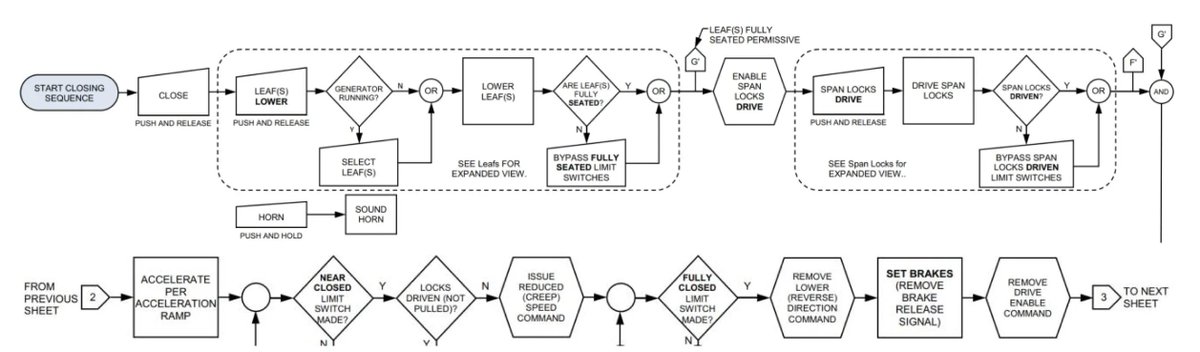 START CLOSING
SEQUENCE
CLOSE
PUSH AND RELEASE
LEAF(S)
LOWER
PUSH AND RELEASE
GENERATOR
RUNNING?
N
Y
SELECT
LEAF(S)
OR
LOWER
LEAF(S)
ARE LEAF(S)
FULLY
SEATED?
Y
N
BYPASS FULLY
SEATED LIMIT
SWITCHES
OR
SEE Leafs FOR
EXPANDED VIEW.
LEAF(S) FULLY
SEATED PERMISSIVE
G'
ENABLE
SPAN
LOCKS
DRIVE
SPAN LOCKS
DRIVE
PUSH AND RELEASE
DRIVE SPAN
LOCKS
SPAN LOCKS
DRIVEN?
Y
N
BYPASS SPAN
LOCKS DRIVEN
LIMIT SWITCHES
OR
SEE Span Locks for
EXPANDED VIEW..
F'
G'
AND
HORN
PUSH AND HOLD
SOUND
HORN
FROM
PREVIOUS
SHEET
2
ACCELERATE
PER
ACCELERATION
RAMP
NEAR
CLOSED
LIMIT
SWITCH
MADE?
Y
N
LOCKS
DRIVEN (NOT
PULLED)?
N
Y
ISSUE
REDUCED
(CREEP)
SPEED
COMMAND
FULLY
CLOSED
LIMIT
SWITCH
MADE?
Y
N
REMOVE
LOWER
(REVERSE)
DIRECTION
COMMAND
SET BRAKES
(REMOVE
BRAKE
RELEASE
SIGNAL)
REMOVE
DRIVE
ENABLE
COMMAND
3
TO NEXT
SHEET